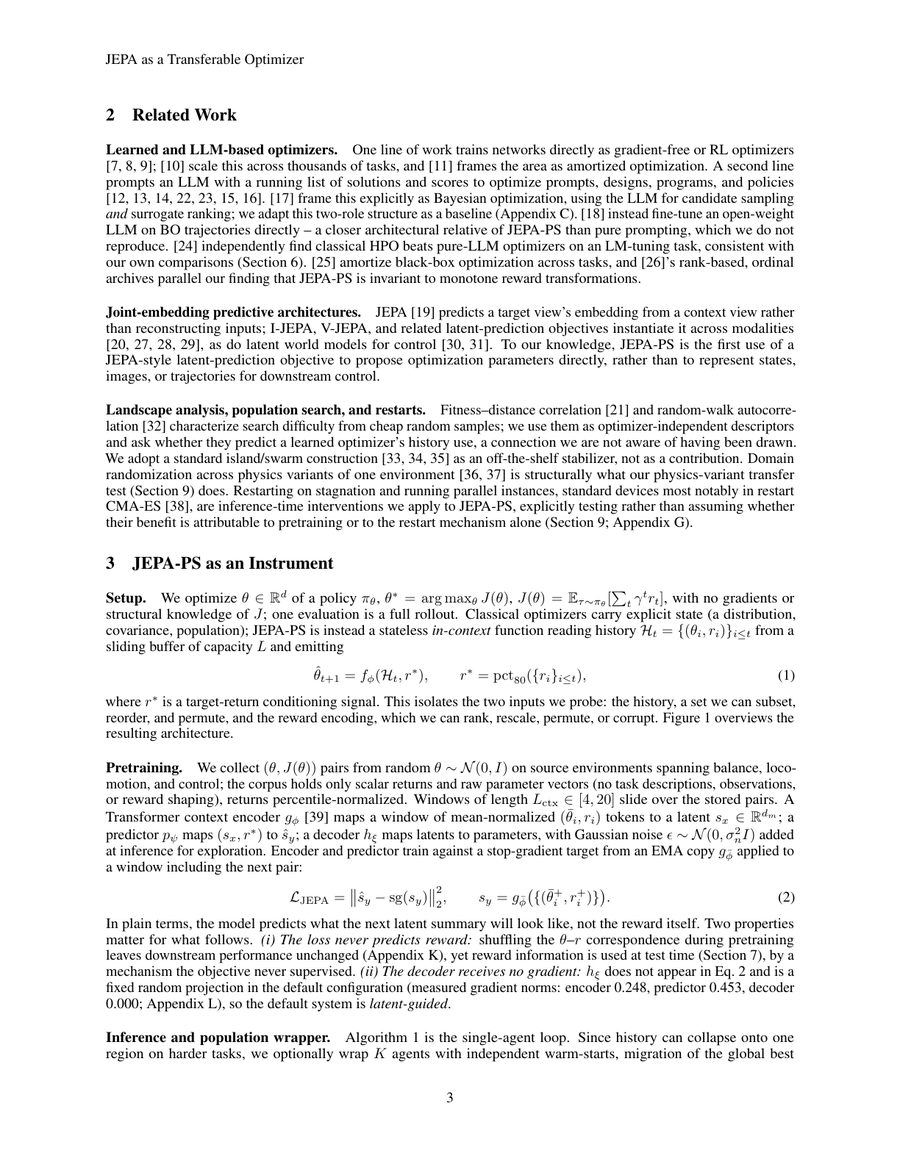 JEPA as a Transferable Optimizer
2 Related Work
Learned and LLM-based optimizers. One line of work trains networks directly as gradient-free or RL optimizers
[7, 8, 9]; [10] scale this across thousands of tasks, and [11] frames the area as amortized optimization. A second line
prompts an LLM with a running list of solutions and scores to optimize prompts, designs, programs, and policies
[12, 13, 14, 22, 23, 15, 16]. [17] frame this explicitly as Bayesian optimization, using the LLM for candidate sampling
and surrogate ranking; we adapt this two-role structure as a baseline (Appendix C). [18] instead fine-tune an open-weight
LLM on BO trajectories directly – a closer architectural relative of JEPA-PS than pure prompting, which we do not
reproduce. [24] independently find classical HPO beats pure-LLM optimizers on an LM-tuning task, consistent with
our own comparisons (Section 6). [25] amortize black-box optimization across tasks, and [26]'s rank-based, ordinal
archives parallel our finding that JEPA-PS is invariant to monotone reward transformations.
Joint-embedding predictive architectures. JEPA [19] predicts a target view's embedding from a context view rather
than reconstructing inputs; I-JEPA, V-JEPA, and related latent-prediction objectives instantiate it across modalities
[20, 27, 28, 29], as do latent world models for control [30, 31]. To our knowledge, JEPA-PS is the first use of a
JEPA-style latent-prediction objective to propose optimization parameters directly, rather than to represent states,
images, or trajectories for downstream control.
Landscape analysis, population search, and restarts. Fitness–distance correlation [21] and random-walk autocorre-
lation [32] characterize search difficulty from cheap random samples; we use them as optimizer-independent descriptors
and ask whether they predict a learned optimizer's history use, a connection we are not aware of having been drawn.
We adopt a standard island/swarm construction [33, 34, 35] as an off-the-shelf stabilizer, not as a contribution. Domain
randomization across physics variants of one environment [36, 37] is structurally what our physics-variant transfer
test (Section 9) does. Restarting on stagnation and running parallel instances, standard devices most notably in restart
CMA-ES [38], are inference-time interventions we apply to JEPA-PS, explicitly testing rather than assuming whether
their benefit is attributable to pretraining or to the restart mechanism alone (Section 9; Appendix G).
3 JEPA-PS as an Instrument
Setup. We optimize θ ∈ ℝᵈ of a policy π_θ, θ* = arg max_θ J(θ), J(θ) = 𝔼_{τ∼π_θ}[∑_t γᵗr_t], with no gradients or
structural knowledge of J; one evaluation is a full rollout. Classical optimizers carry explicit state (a distribution,
covariance, population); JEPA-PS is instead a stateless in-context function reading history ℋ_t = {(θ_i, r_i)}_{i≤t} from a
sliding buffer of capacity L and emitting
θ̂_{t+1} = f_ϕ(ℋ_t, r*), r* = pct₈₀({r_i}_{i≤t}), (1)
where r* is a target-return conditioning signal. This isolates the two inputs we probe: the history, a set we can subset,
reorder, and permute, and the reward encoding, which we can rank, rescale, permute, or corrupt. Figure 1 overviews the
resulting architecture.
Pretraining. We collect (θ, J(θ)) pairs from random θ ∼ 𝒩(0, I) on source environments spanning balance, loco-
motion, and control; the corpus holds only scalar returns and raw parameter vectors (no task descriptions, observations,
or reward shaping), returns percentile-normalized. Windows of length L_ctx ∈ [4, 20] slide over the stored pairs. A
Transformer context encoder g_ϕ [39] maps a window of mean-normalized (θ̄_i, r_i) tokens to a latent s_x ∈ ℝ^{d_m}; a
predictor p_ψ maps (s_x, r*) to ŝ_y; a decoder h_ξ maps latents to parameters, with Gaussian noise ϵ ∼ 𝒩(0, σ_n²I) added
at inference for exploration. Encoder and predictor train against a stop-gradient target from an EMA copy g_ϕ̄ applied to
a window including the next pair:
ℒ_JEPA = ‖ŝ_y − sg(s_y)‖₂², s_y = g_ϕ̄({(θ̄_i⁺, r_i⁺)}). (2)
In plain terms, the model predicts what the next latent summary will look like, not the reward itself. Two properties
matter for what follows. (i) The loss never predicts reward: shuffling the θ–r correspondence during pretraining
leaves downstream performance unchanged (Appendix K), yet reward information is used at test time (Section 7), by a
mechanism the objective never supervised. (ii) The decoder receives no gradient: h_ξ does not appear in Eq. 2 and is a
fixed random projection in the default configuration (measured gradient norms: encoder 0.248, predictor 0.453, decoder
0.000; Appendix L), so the default system is latent-guided.
Inference and population wrapper. Algorithm 1 is the single-agent loop. Since history can collapse onto one
region on harder tasks, we optionally wrap K agents with independent warm-starts, migration of the global best
3